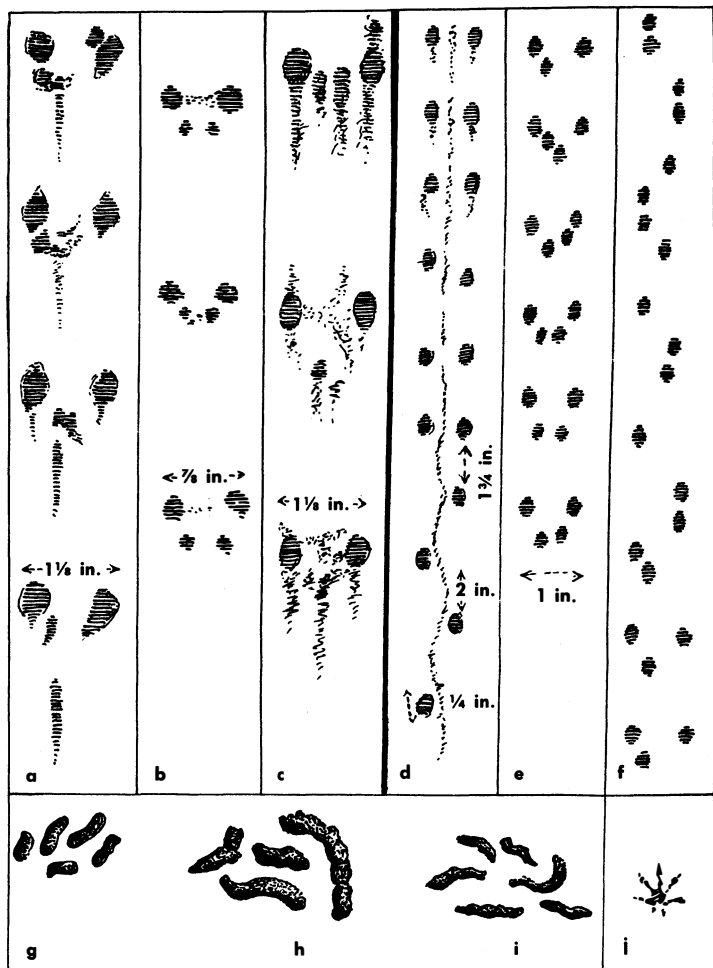 ⅞ in.
1⅛ in.
1¾ in.
1⅛ in.
2 in.
1 in.
¼ in.
a
b
c
d
e
f
g
h
i
j